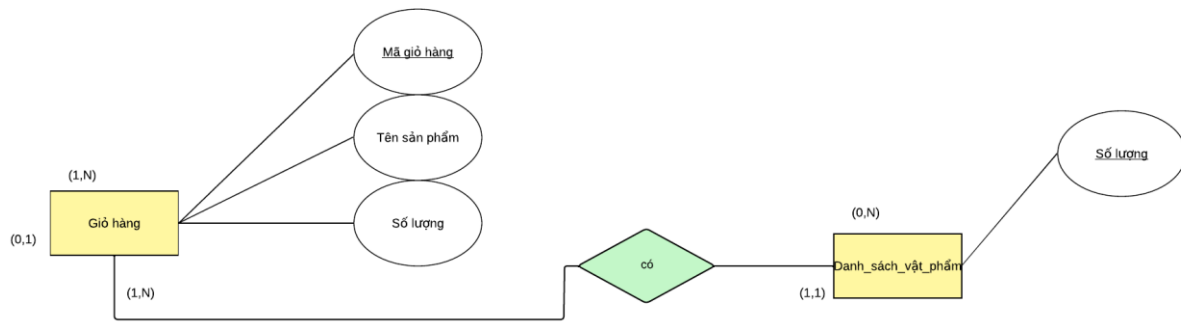 Mã giỏ hàng
Tên sản phẩm
Số lượng
(1,N)
Giỏ hàng
(0,1)
(1,N)
có
Số lượng
(0,N)
Danh_sách_vật_phẩm
(1,1)